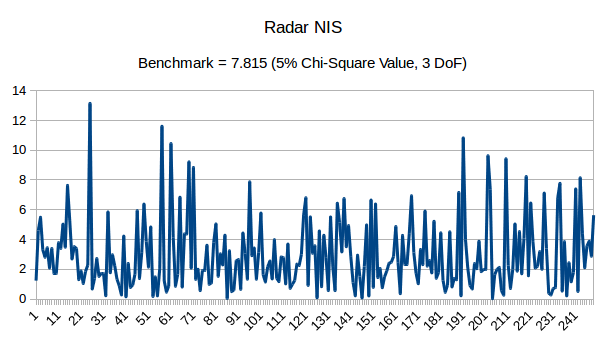 Radar NIS
Benchmark = 7.815 (5% Chi-Square Value, 3 DoF)
14
12
10
8
6
4
2
0
1 11 21 31 41 51 61 71 81 91 101 111 121 131 141 151 161 171 181 191 201 211 221 231 241